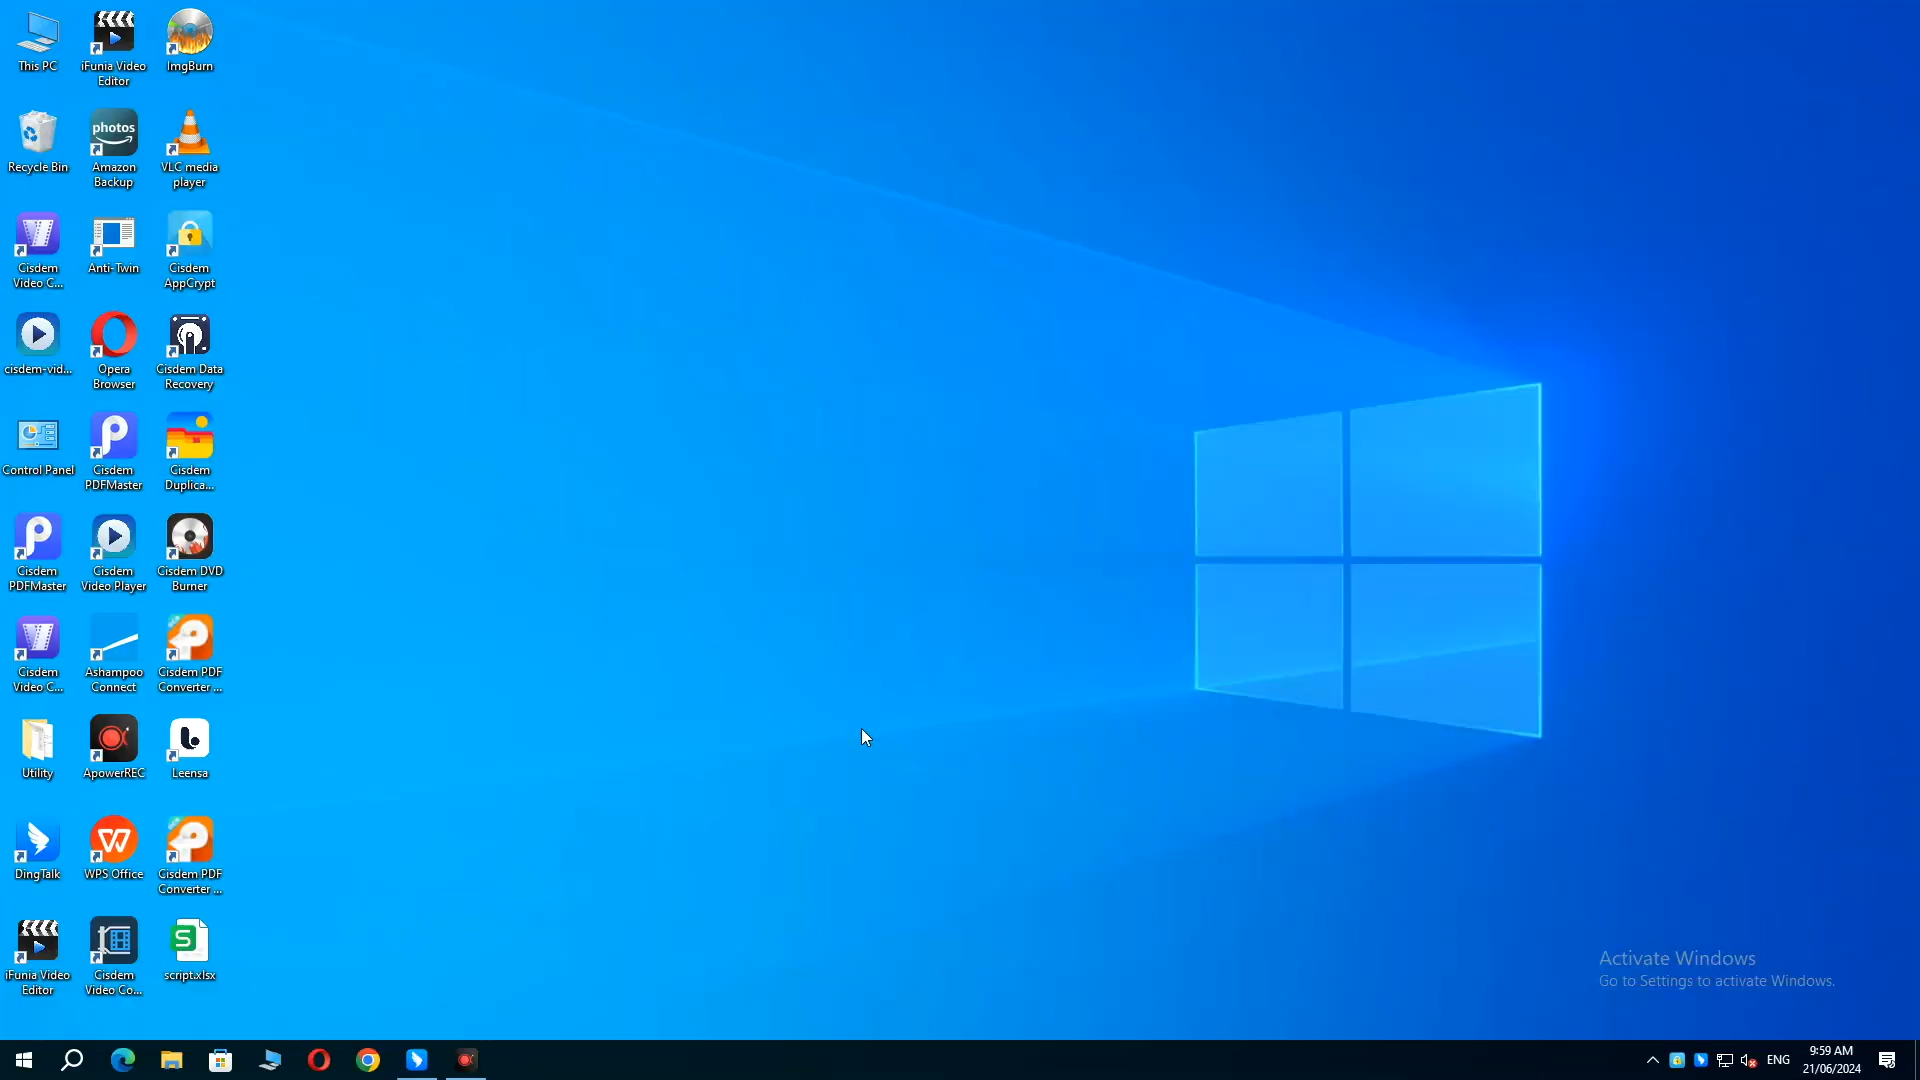 This PC
iFunia Video
Editor
ImgBurn
Recycle Bin
photos
Amazon
Backup
VLC media
player
Cisdem
Video C...
Anti-Twin
Cisdem
AppCrypt
cisdem-vid...
Opera
Browser
Cisdem Data
Recovery
Control Panel
Cisdem
PDFMaster
Cisdem
Duplica...
Cisdem
PDFMaster
Cisdem
Video Player
Cisdem DVD
Burner
Cisdem
Video C...
Ashampoo
Connect
Cisdem PDF
Converter ...
Utility
ApowerREC
Leensa
DingTalk
WPS Office
Cisdem PDF
Converter ...
iFunia Video
Editor
Cisdem
Video Co...
S
script.xlsx
Activate Windows
Go to Settings to activate Windows.
ENG
9:59 AM
21/06/2024